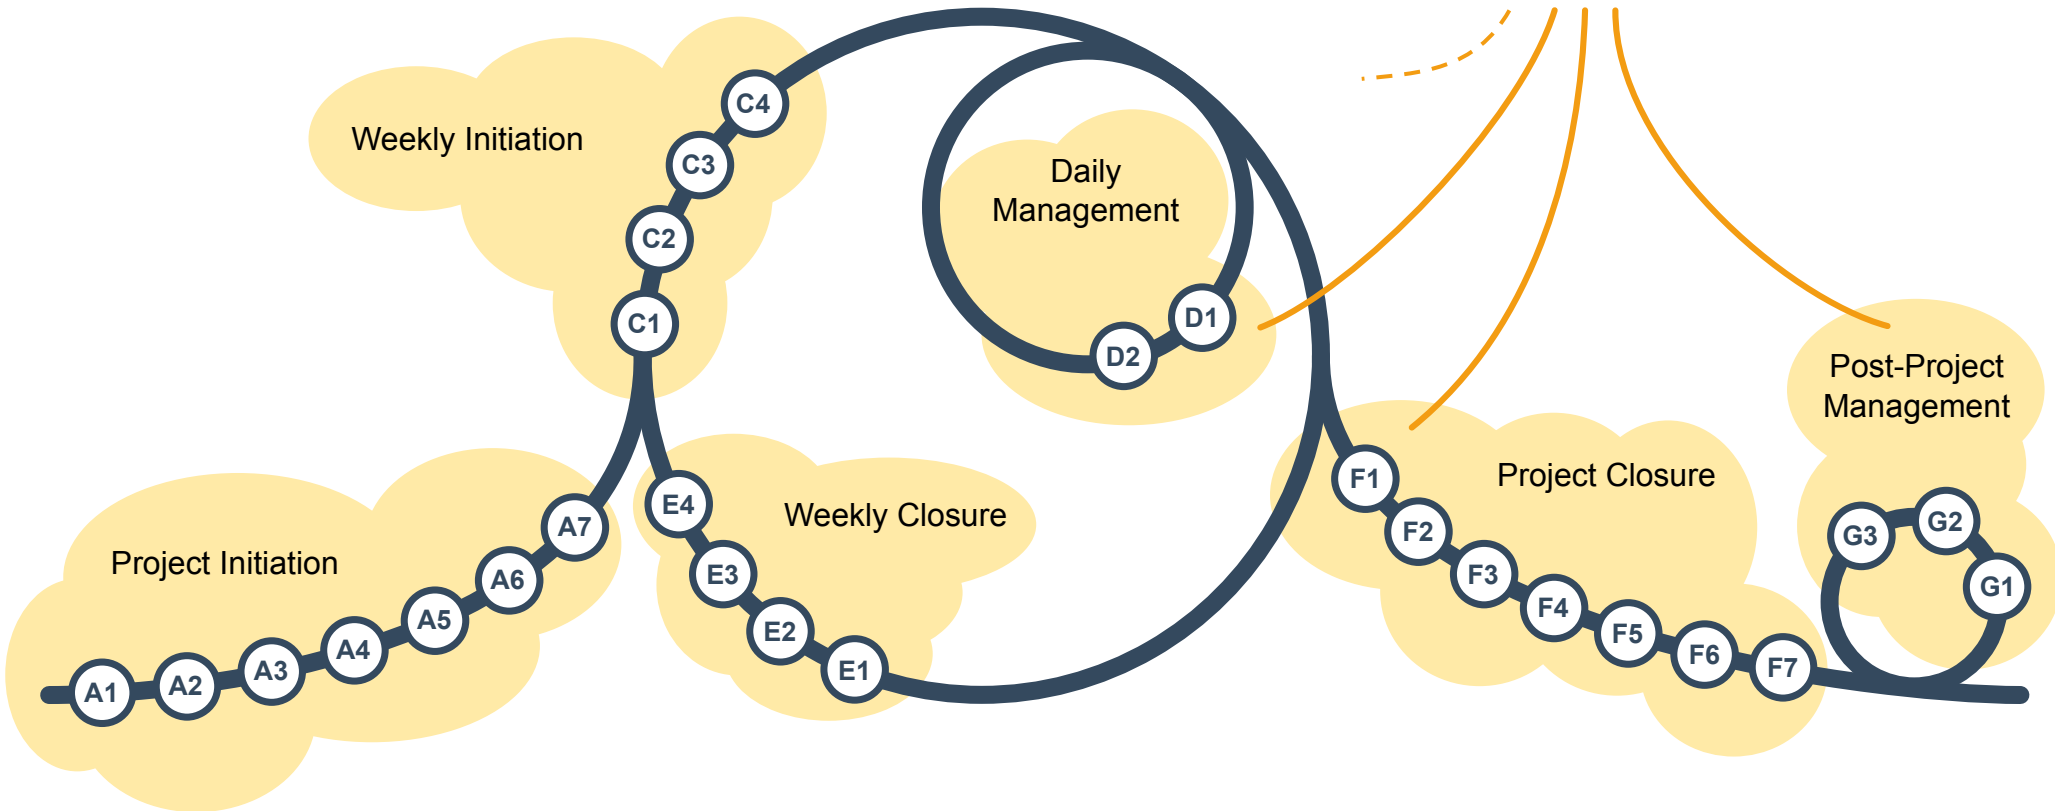 Weekly Initiation
C4
C3
C2
C1
Daily
Management
D1
D2
Post-Project
Management
G3
G2
G1
Project Closure
F1
F2
F3
F4
F5
F6
F7
Weekly Closure
E4
E3
E2
E1
Project Initiation
A1
A2
A3
A4
A5
A6
A7